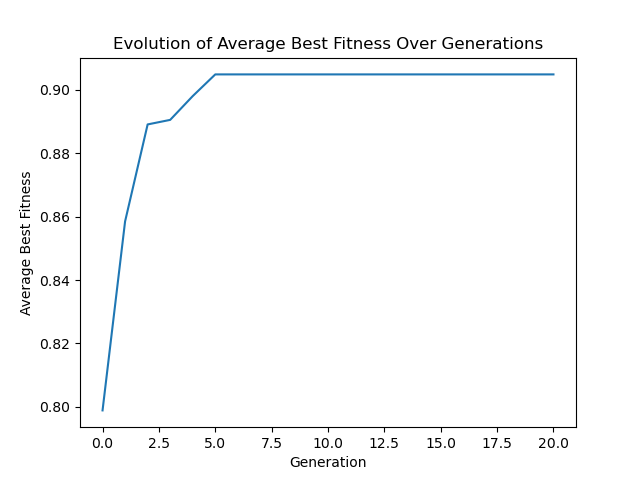 Evolution of Average Best Fitness Over Generations
0.90
0.88
0.86
0.84
0.82
0.80
Average Best Fitness
0.0 2.5 5.0 7.5 10.0 12.5 15.0 17.5 20.0
Generation